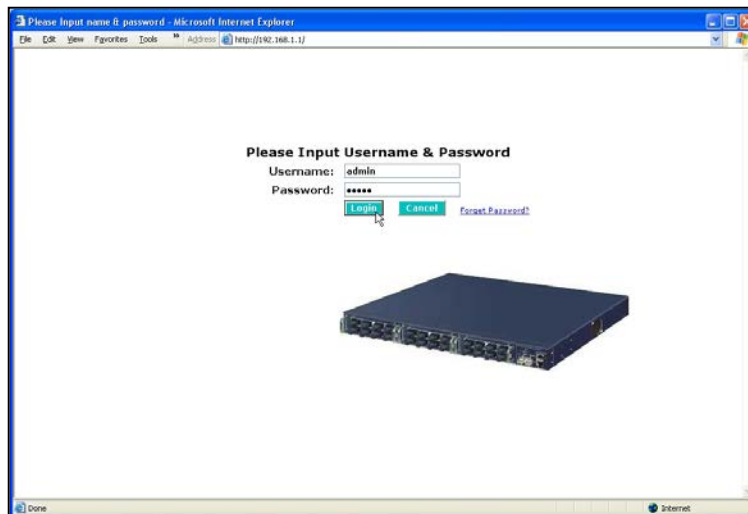 Please Input name & password - Microsoft Internet Explorer
File Edit View Favorites Tools » Address http://192.168.1.1/
Please Input Username & Password
Username: admin
Password: •••••
Login Cancel Forget Password?
Done Internet